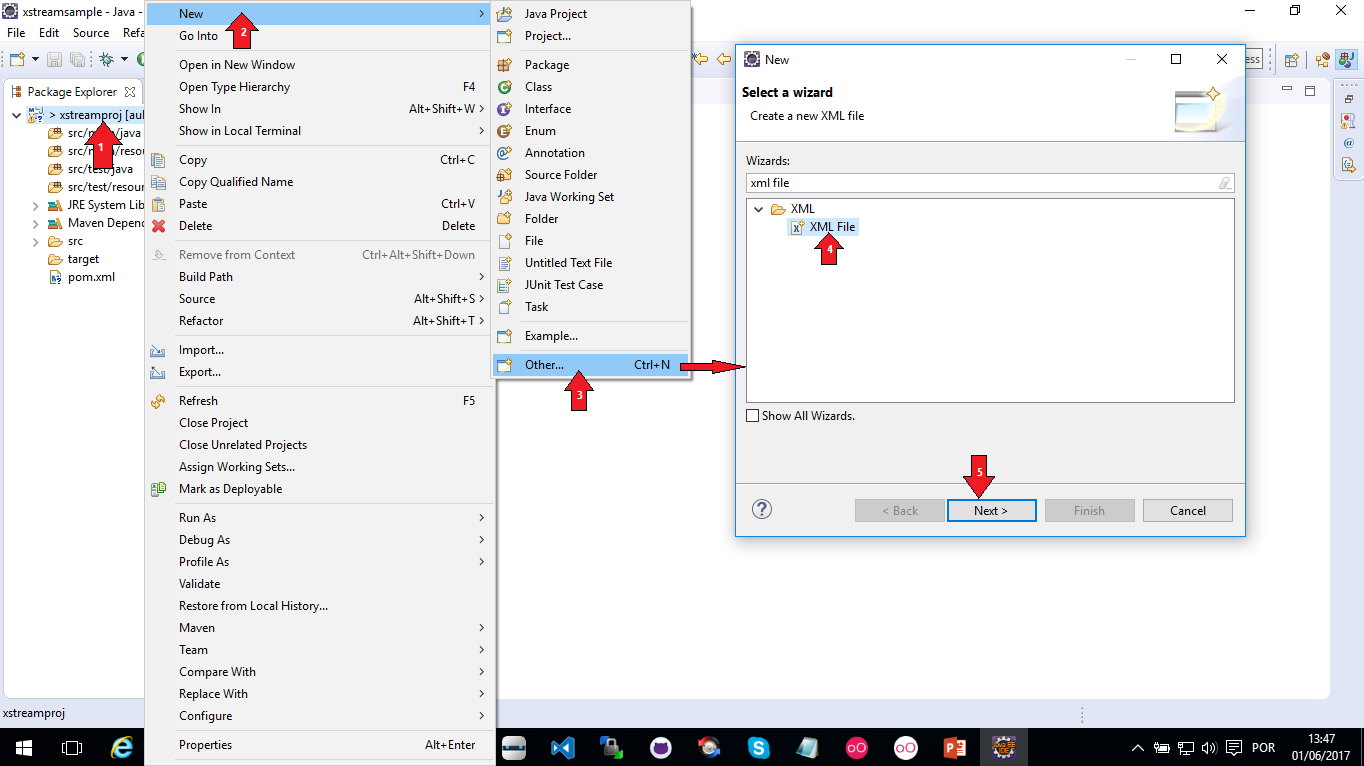 xstreamsample - Java -
File Edit Source Refa
Package Explorer
> xstreamproj [aul
src/main/java
src/main/resou
src/test/java
src/test/resour
JRE System Lib
Maven Depend
src
target
pom.xml
xstreamproj
1
New
2
Go Into
Open in New Window
Open Type Hierarchy F4
Show In Alt+Shift+W
Show in Local Terminal
Copy Ctrl+C
Copy Qualified Name
Paste Ctrl+V
Delete Delete
Remove from Context Ctrl+Alt+Shift+Down
Build Path
Source Alt+Shift+S
Refactor Alt+Shift+T
Import...
Export...
Refresh F5
Close Project
Close Unrelated Projects
Assign Working Sets...
Mark as Deployable
Run As
Debug As
Profile As
Validate
Restore from Local History...
Maven
Team
Compare With
Replace With
Configure
Properties Alt+Enter
Java Project
Project...
Package
Class
Interface
Enum
Annotation
Source Folder
Java Working Set
Folder
File
Untitled Text File
JUnit Test Case
Task
Example...
Other... Ctrl+N
3
New
Select a wizard
Create a new XML file
Wizards:
xml file
XML
XML File
4
Show All Wizards.
5
< Back Next > Finish Cancel
ess
POR
13:47
01/06/2017